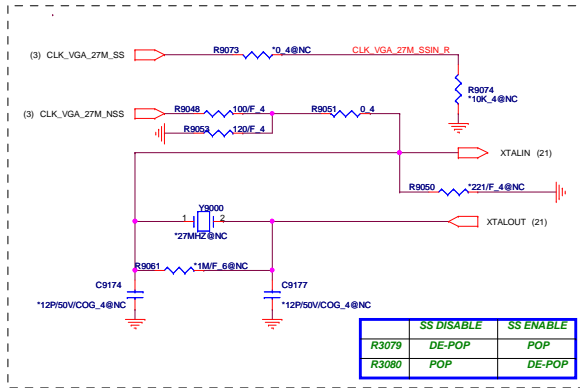 R9073 *0_4@NC CLK_VGA_27M_SSIN_R
(3) CLK_VGA_27M_SS
R9074
*10K_4@NC
R9048 100/F_4 R9051 0_4
(3) CLK_VGA_27M_NSS
R9053 120/F_4
XTALIN (21)
R9050 *221/F_4@NC
Y9000
1 2
XTALOUT (21)
*27MHZ@NC
R9061 *1M/F_6@NC
C9174 C9177
*12P/50V/COG_4@NC *12P/50V/COG_4@NC
SS DISABLE SS ENABLE
R3079 DE-POP POP
R3080 POP DE-POP